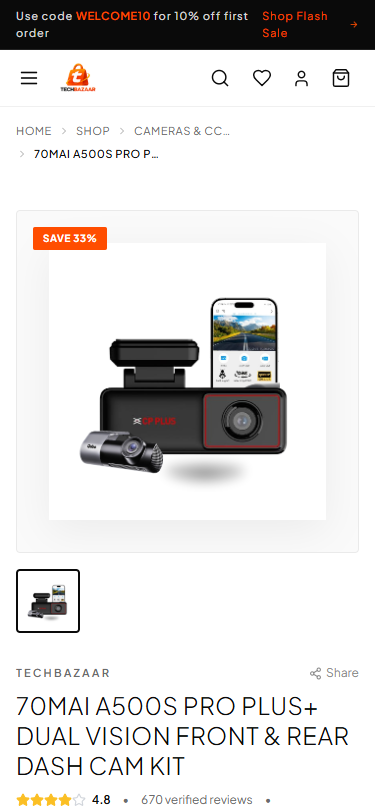 Use code WELCOME10 for 10% off first order
Shop Flash Sale →
TECHBAZAAR
HOME > SHOP > CAMERAS & CC...
> 70MAI A500S PRO P...
SAVE 33%
CP PLUS
TECHBAZAAR
Share
70MAI A500S PRO PLUS+
DUAL VISION FRONT & REAR
DASH CAM KIT
4.8 • 670 verified reviews •